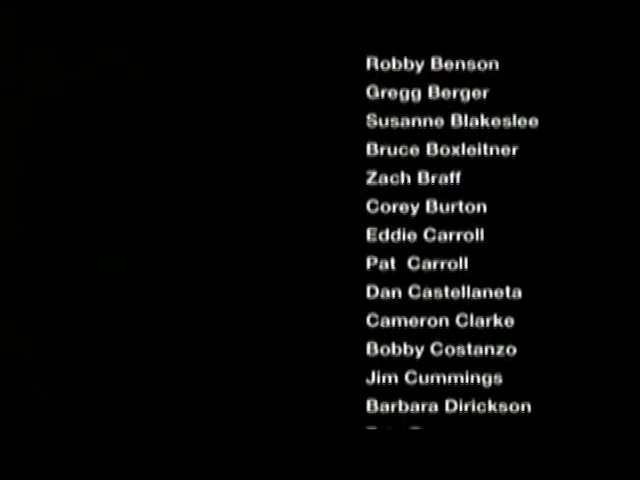 Robby Benson
Gregg Berger
Susanne Blakeslee
Bruce Boxleitner
Zach Braff
Corey Burton
Eddie Carroll
Pat Carroll
Dan Castellaneta
Cameron Clarke
Bobby Costanzo
Jim Cummings
Barbara Dirickson